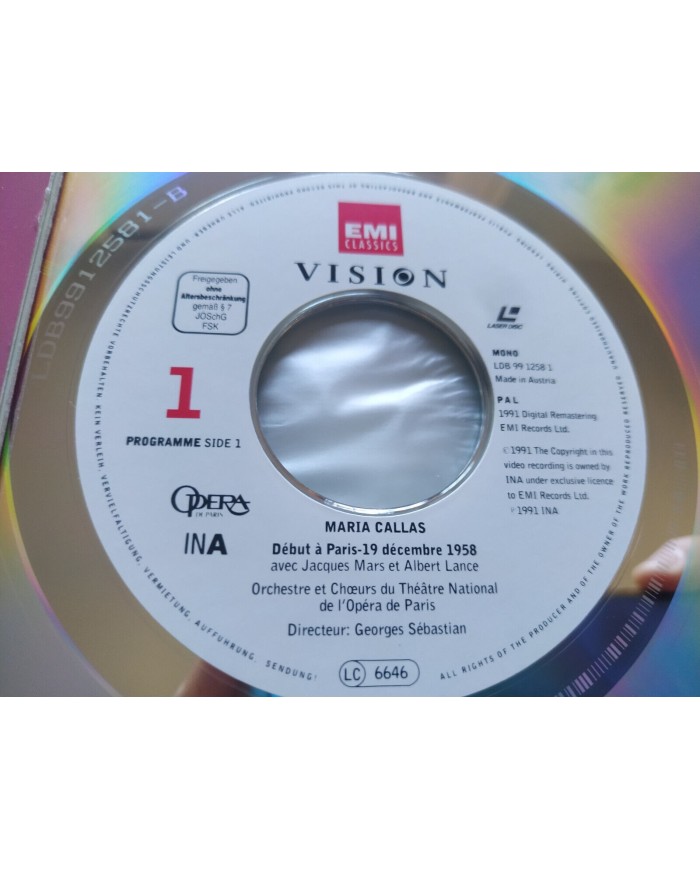 LDB9912581-B
EMI
CLASSICS
VISION
Freigegeben
ohne
Altersbeschränkung
gemäß § 7
JÖSchG
FSK
LASER DISC
MONO
LDB 99 1258 1
Made in Austria
PAL
1991 Digital Remastering
EMI Records Ltd.
© 1991 The Copyright in this
video recording is owned by
INA under exclusive licence
to EMI Records Ltd.
℗ 1991 INA
1
PROGRAMME SIDE 1
OPERA
DE PARIS
INA
MARIA CALLAS
Début à Paris-19 décembre 1958
avec Jacques Mars et Albert Lance
Orchestre et Chœurs du Théâtre National
de l'Opéra de Paris
Directeur: Georges Sébastian
LC 6646
ALL RIGHTS OF THE PRODUCER AND OF THE OWNER OF THE WORK REPRODUCED RESERVED
VORBEHALTEN KEIN VERLEIH, VERVIELFÄLTIGUNG, VERMIETUNG, AUFFÜHRUNG, SENDUNG!